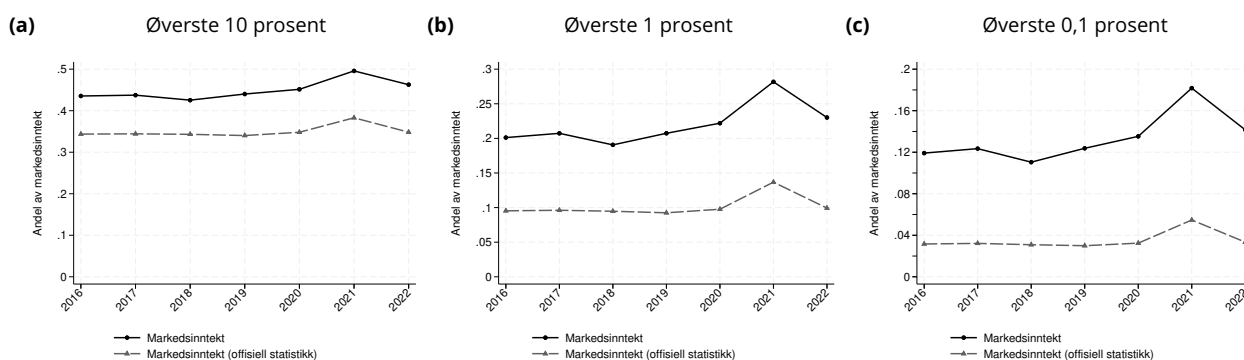 (a) Øverste 10 prosent
Andel av markedsinntekt
.5
.4
.3
.2
.1
0
2016 2017 2018 2019 2020 2021 2022
Markedsinntekt
Markedsinntekt (offisiell statistikk)
(b) Øverste 1 prosent
Andel av markedsinntekt
.3
.25
.2
.15
.1
.05
0
2016 2017 2018 2019 2020 2021 2022
Markedsinntekt
Markedsinntekt (offisiell statistikk)
(c) Øverste 0,1 prosent
Andel av markedsinntekt
.2
.16
.12
.08
.04
0
2016 2017 2018 2019 2020 2021 2022
Markedsinntekt
Markedsinntekt (offisiell statistikk)